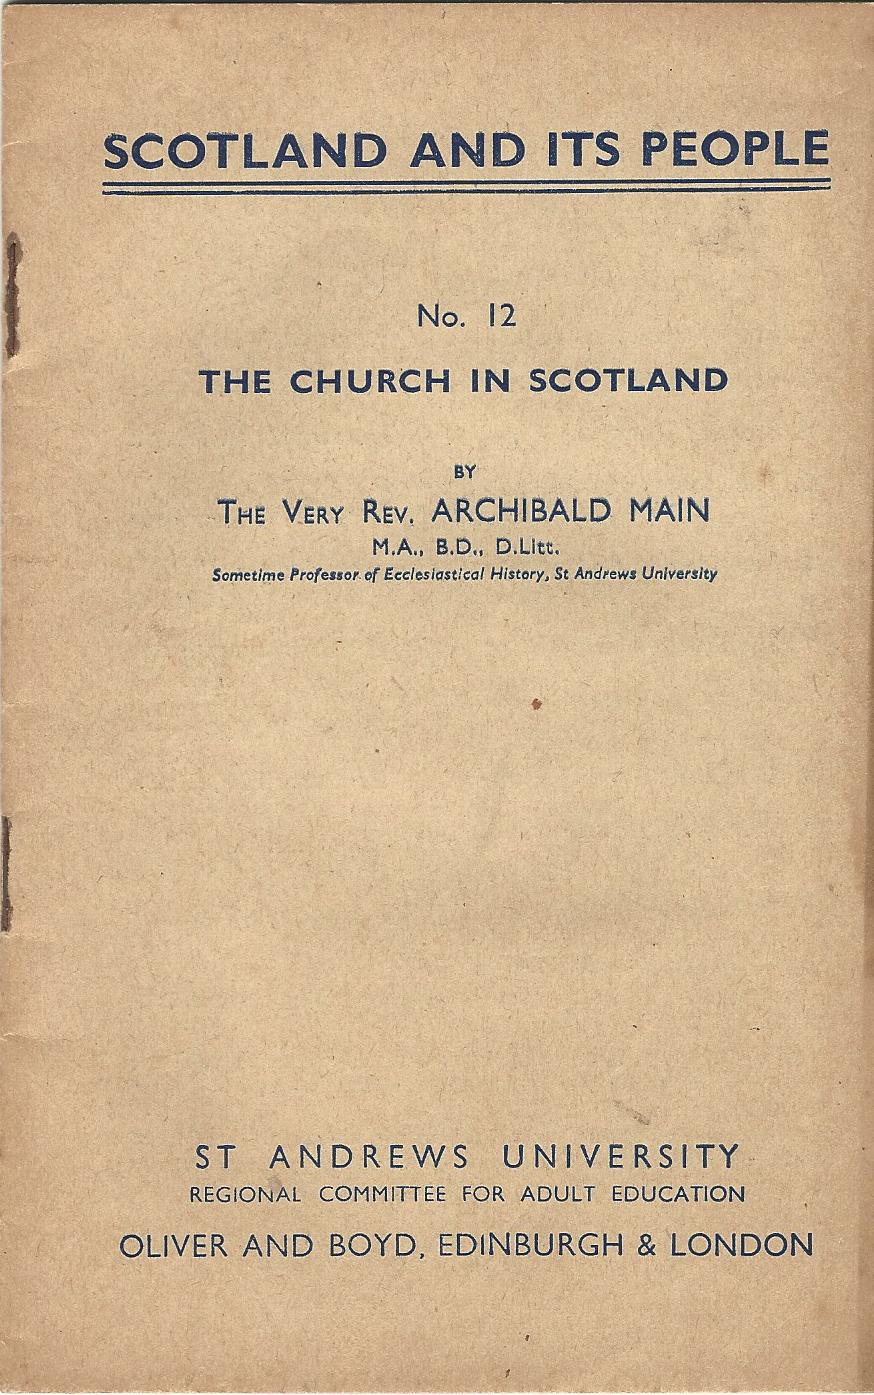 SCOTLAND AND ITS PEOPLE
No. 12
THE CHURCH IN SCOTLAND
BY
THE VERY REV. ARCHIBALD MAIN
M.A., B.D., D.Litt.
Sometime Professor of Ecclesiastical History, St Andrews University
ST ANDREWS UNIVERSITY
REGIONAL COMMITTEE FOR ADULT EDUCATION
OLIVER AND BOYD, EDINBURGH & LONDON